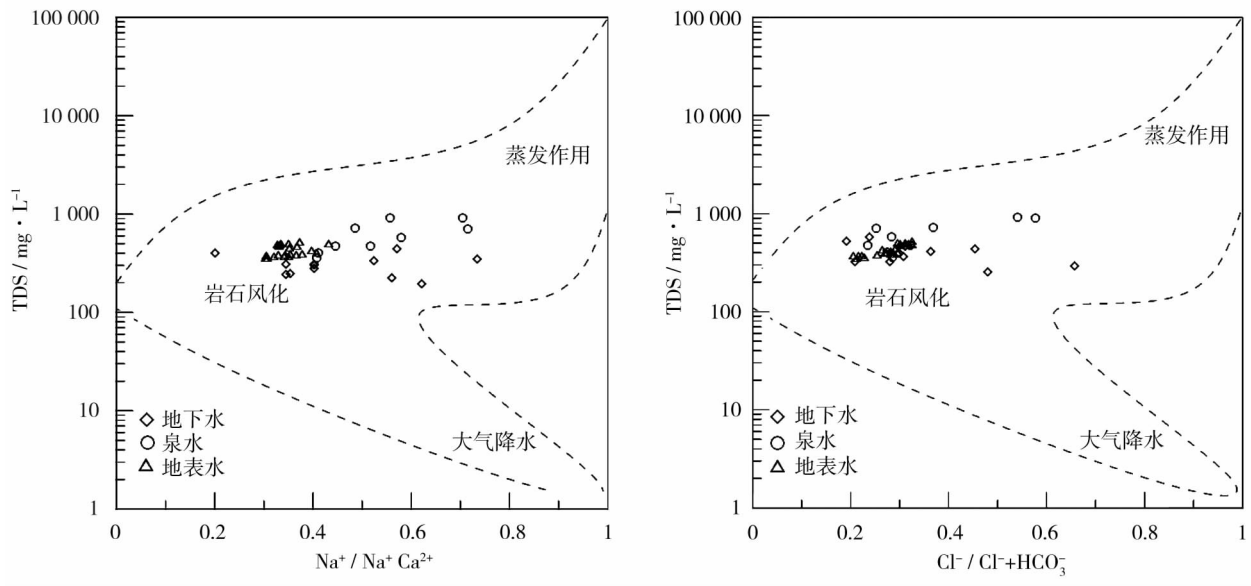 100 000
10 000
1 000
100
10
1
TDS / mg · L⁻¹
蒸发作用
岩石风化
大气降水
地下水
泉水
地表水
0 0.2 0.4 0.6 0.8 1
Na⁺ / Na⁺ Ca²⁺
100 000
10 000
1 000
100
10
1
TDS / mg · L⁻¹
蒸发作用
岩石风化
大气降水
地下水
泉水
地表水
0 0.2 0.4 0.6 0.8 1
Cl⁻ / Cl⁻+HCO₃⁻